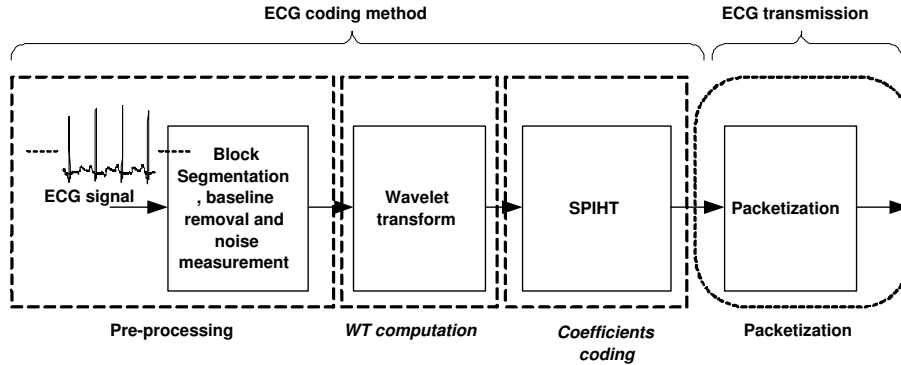 ECG coding method
ECG transmission
ECG signal
Block
Segmentation
, baseline
removal and
noise
measurement
Wavelet
transform
SPIHT
Packetization
Pre-processing
WT computation
Coefficients
coding
Packetization